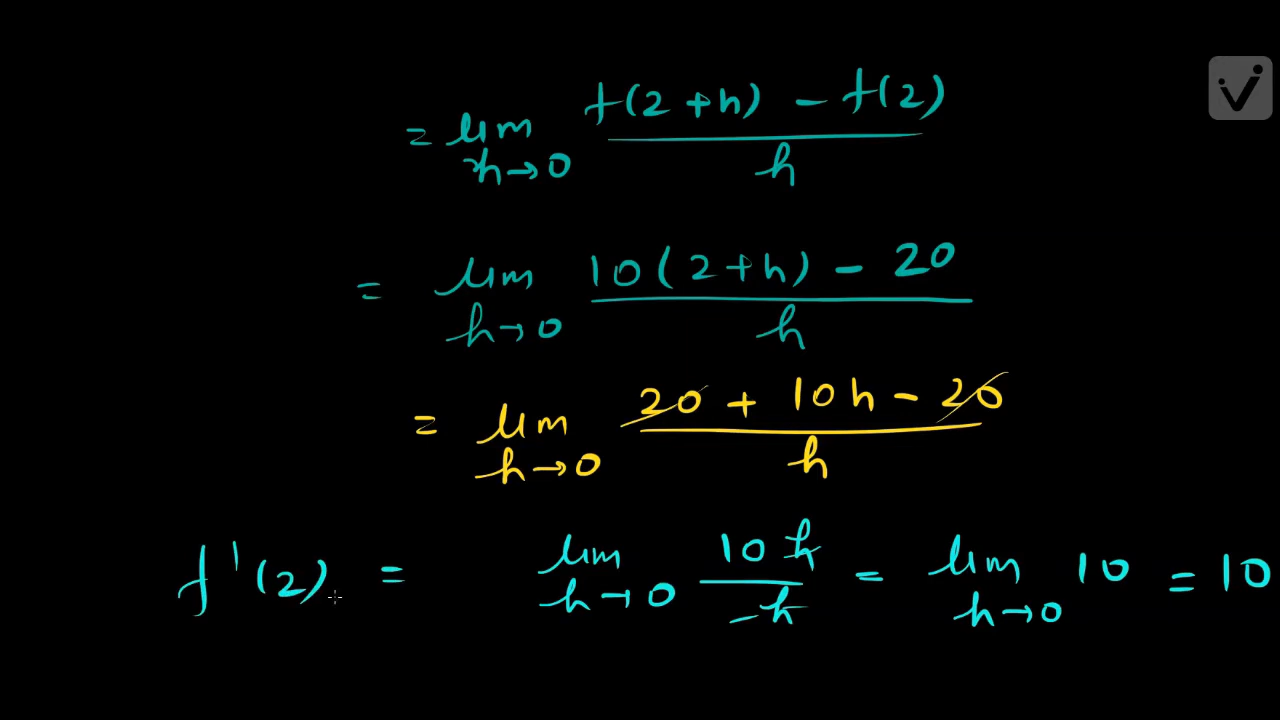 = lim h→0 f(2+h) - f(2) / h
= lim h→0 10(2+h) - 20 / h
= lim h→0 20 + 10h - 20 / h
f'(2) = lim h→0 10h / h = lim h→0 10 = 10